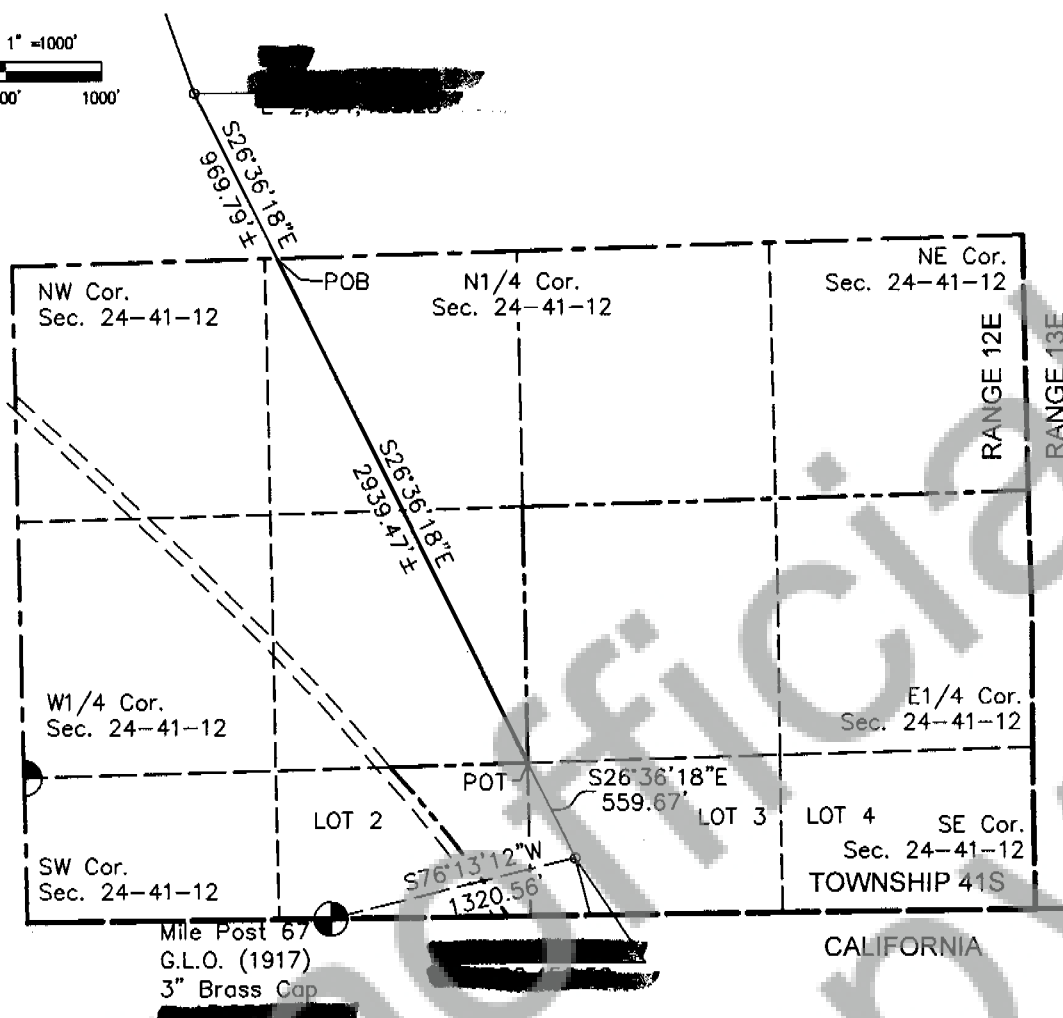 1" =1000'
00' 1000'
S26°36'18"E
969.79'±
POB
NW Cor.
Sec. 24-41-12
N1/4 Cor.
Sec. 24-41-12
NE Cor.
Sec. 24-41-12
RANGE 12E
RANGE 13E
S26°36'18"E
2939.47'±
W1/4 Cor.
Sec. 24-41-12
E1/4 Cor.
Sec. 24-41-12
POT
S26°36'18"E
559.67'
LOT 2
LOT 3
LOT 4
SW Cor.
Sec. 24-41-12
SE Cor.
Sec. 24-41-12
S76°13'12"W
1320.56'
TOWNSHIP 41S
Mile Post 67
G.L.O. (1917)
3" Brass Cap
CALIFORNIA